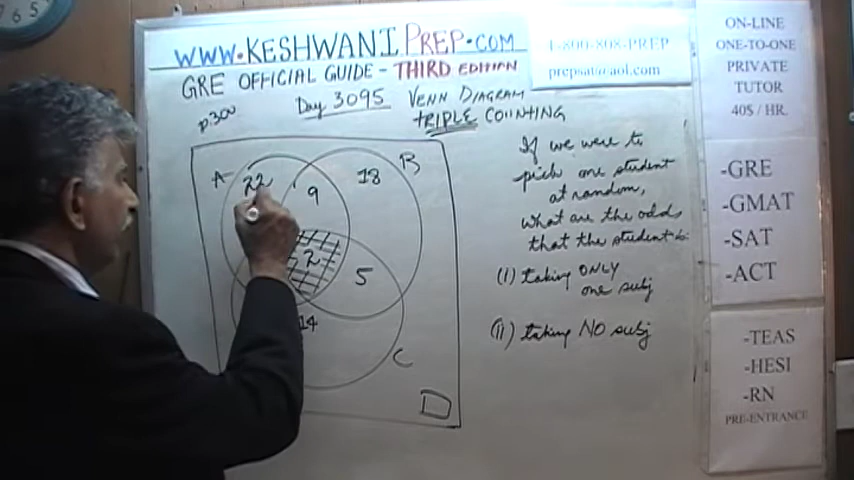 WWW.KESHWANIPREP.COM
GRE OFFICIAL GUIDE - THIRD EDITION
p300
Day 3095
VENN DIAGRAM
TRIPLE COUNTING
1-800-808-PREP
prepsat@aol.com
ON-LINE
ONE-TO-ONE
PRIVATE
TUTOR
40$ / HR.
-GRE
-GMAT
-SAT
-ACT
-TEAS
-HESI
-RN
PRE-ENTRANCE
A
22
9
18
B
2
5
14
C
D
If we were to
pick one student
at random,
what are the odds
that the student is
(i) taking ONLY
one subj
(ii) taking NO subj
7 6 5